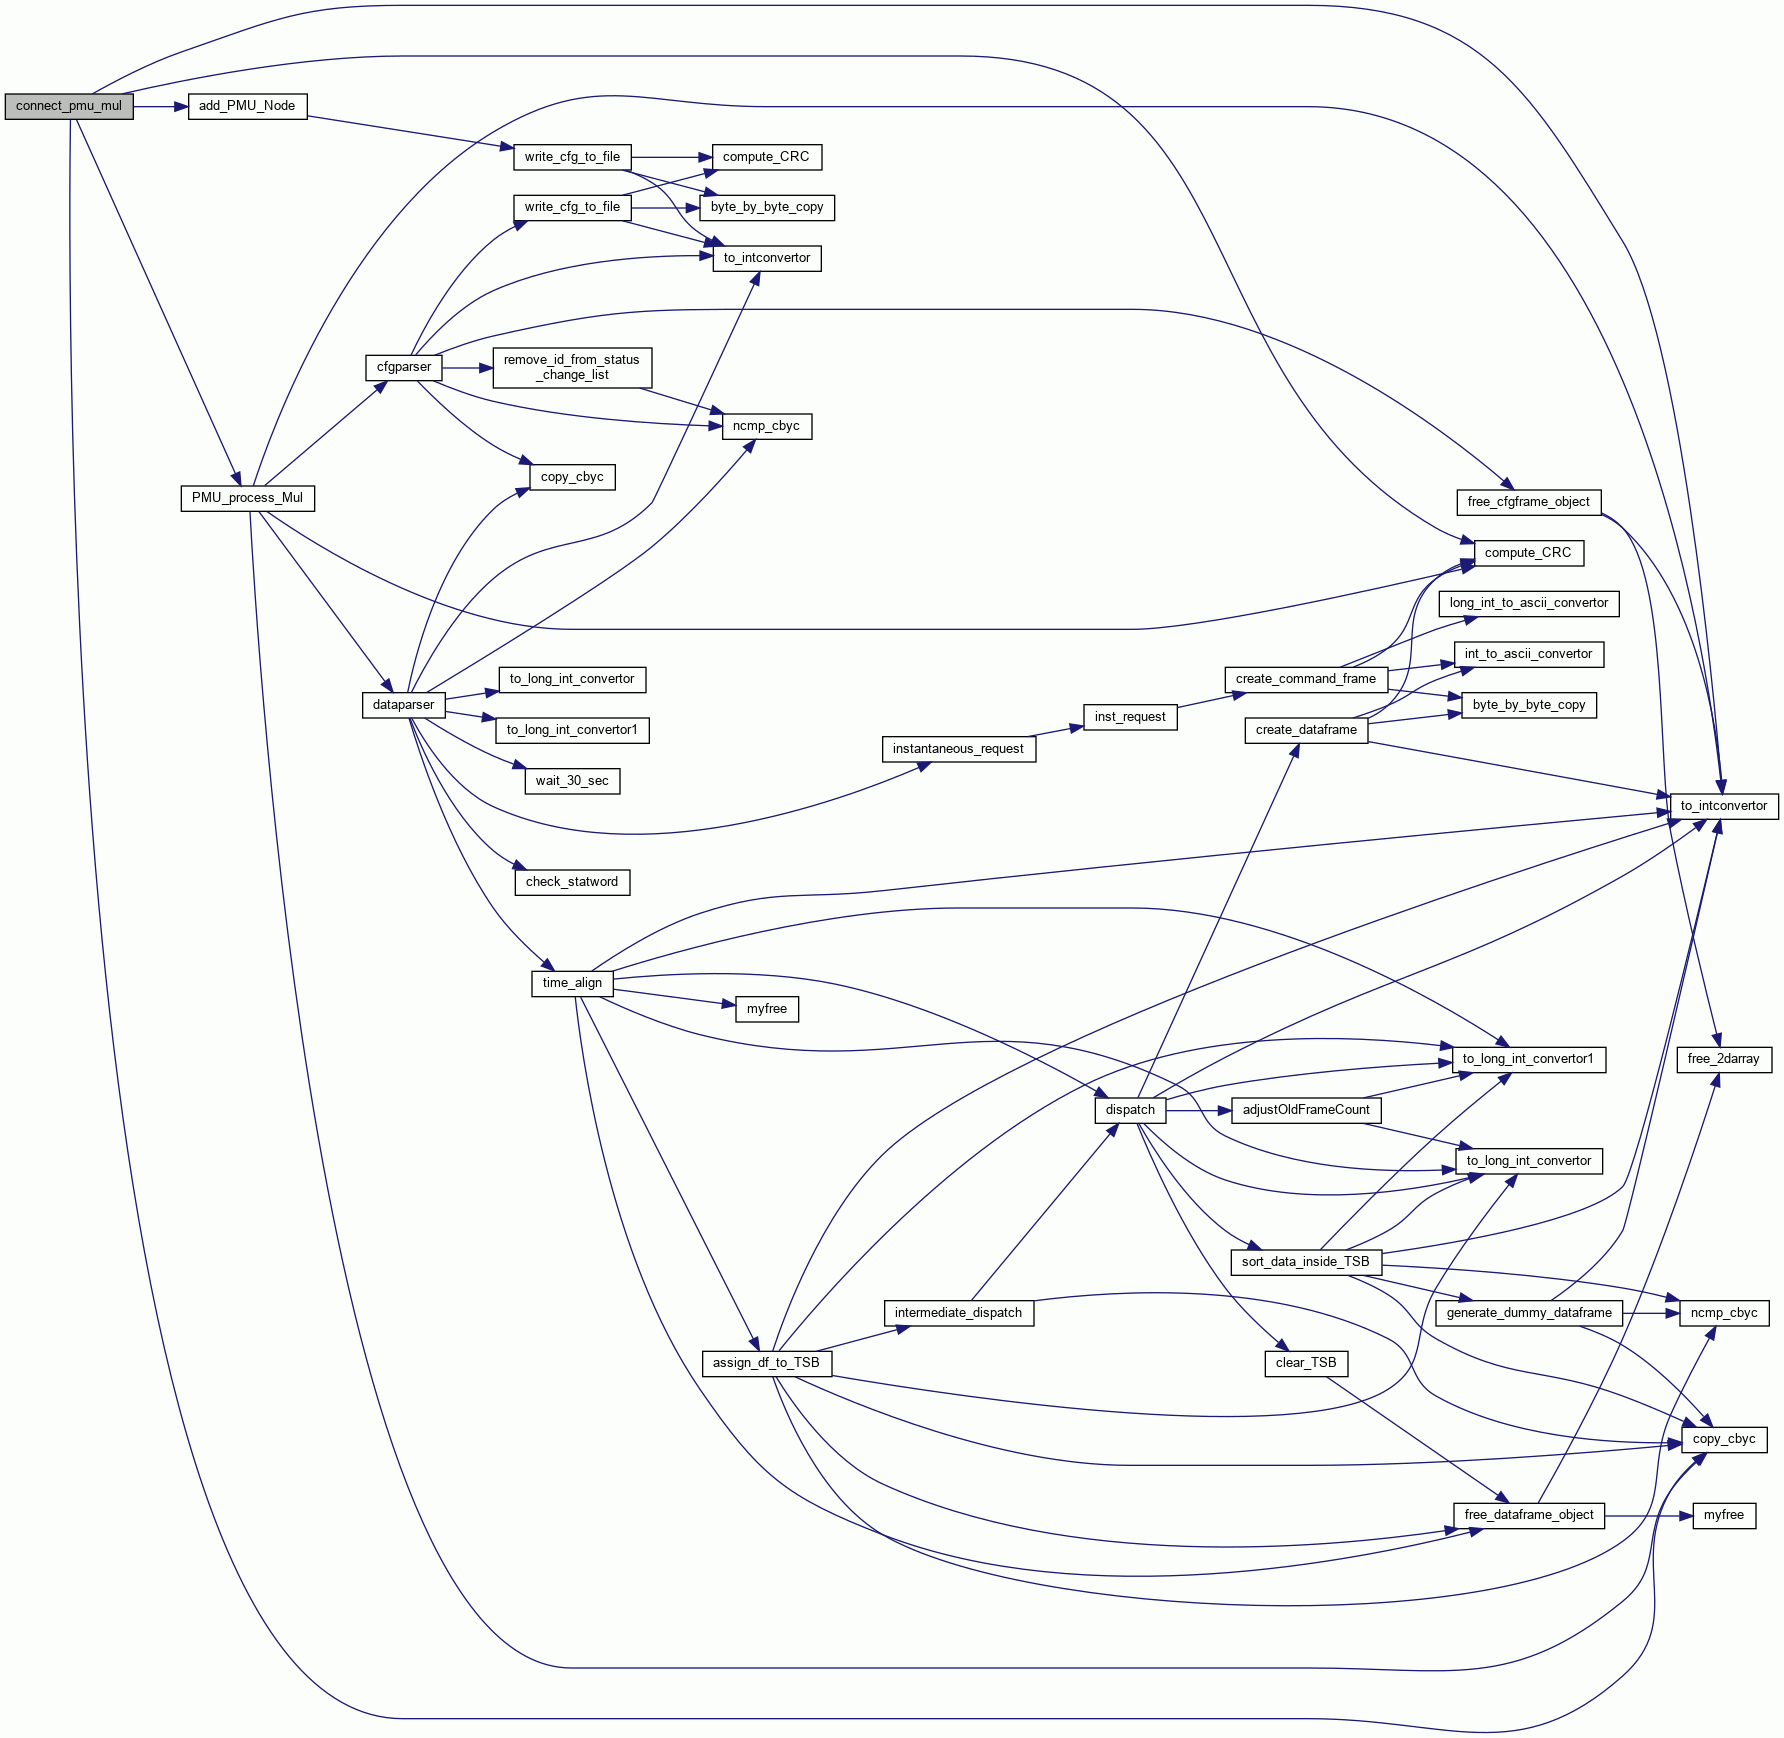 connect_pmu_mul
add_PMU_Node
write_cfg_to_file
compute_CRC
write_cfg_to_file
byte_by_byte_copy
to_intconvertor
cfgparser
remove_id_from_status
_change_list
ncmp_cbyc
copy_cbyc
PMU_process_Mul
free_cfgframe_object
compute_CRC
long_int_to_ascii_convertor
int_to_ascii_convertor
to_long_int_convertor
create_command_frame
dataparser
byte_by_byte_copy
inst_request
to_long_int_convertor1
create_dataframe
instantaneous_request
wait_30_sec
to_intconvertor
check_statword
time_align
myfree
to_long_int_convertor1
free_2darray
dispatch
adjustOldFrameCount
to_long_int_convertor
sort_data_inside_TSB
intermediate_dispatch
generate_dummy_dataframe
ncmp_cbyc
assign_df_to_TSB
clear_TSB
copy_cbyc
free_dataframe_object
myfree